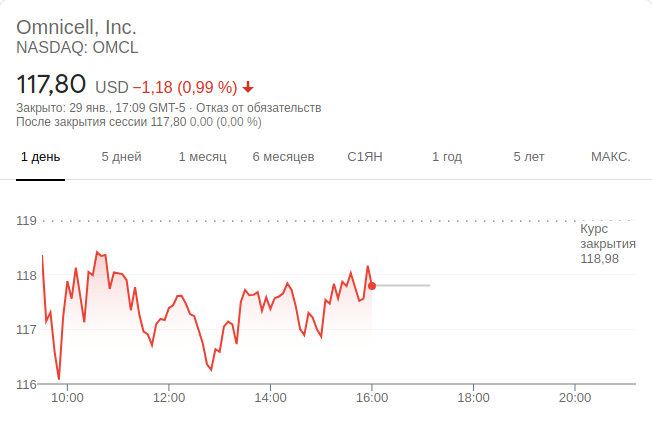 Omnicell, Inc.
NASDAQ: OMCL
117,80 USD −1,18 (0,99 %)
Закрыто: 29 янв., 17:09 GMT-5 · Отказ от обязательств
После закрытия сессии 117,80 0,00 (0,00 %)
1 день 5 дней 1 месяц 6 месяцев С1ЯН 1 год 5 лет МАКС.
119
Курс
закрытия
118,98
118
117
116
10:00 12:00 14:00 16:00 18:00 20:00